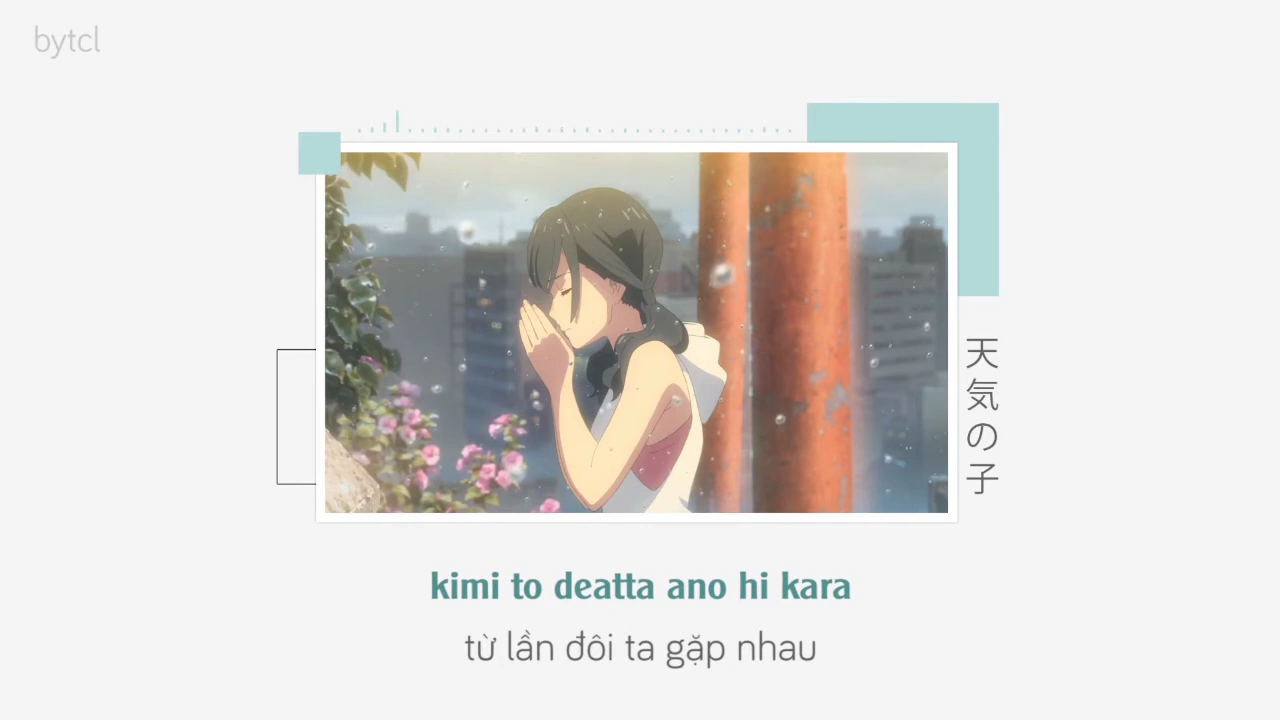 bytcl
天気の子
kimi to deatta ano hi kara
từ lần đôi ta gặp nhau